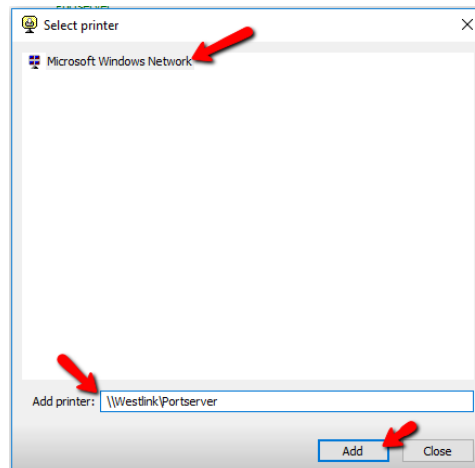 Select printer
Microsoft Windows Network
Add printer: \\Westlink\Portserver
Add Close